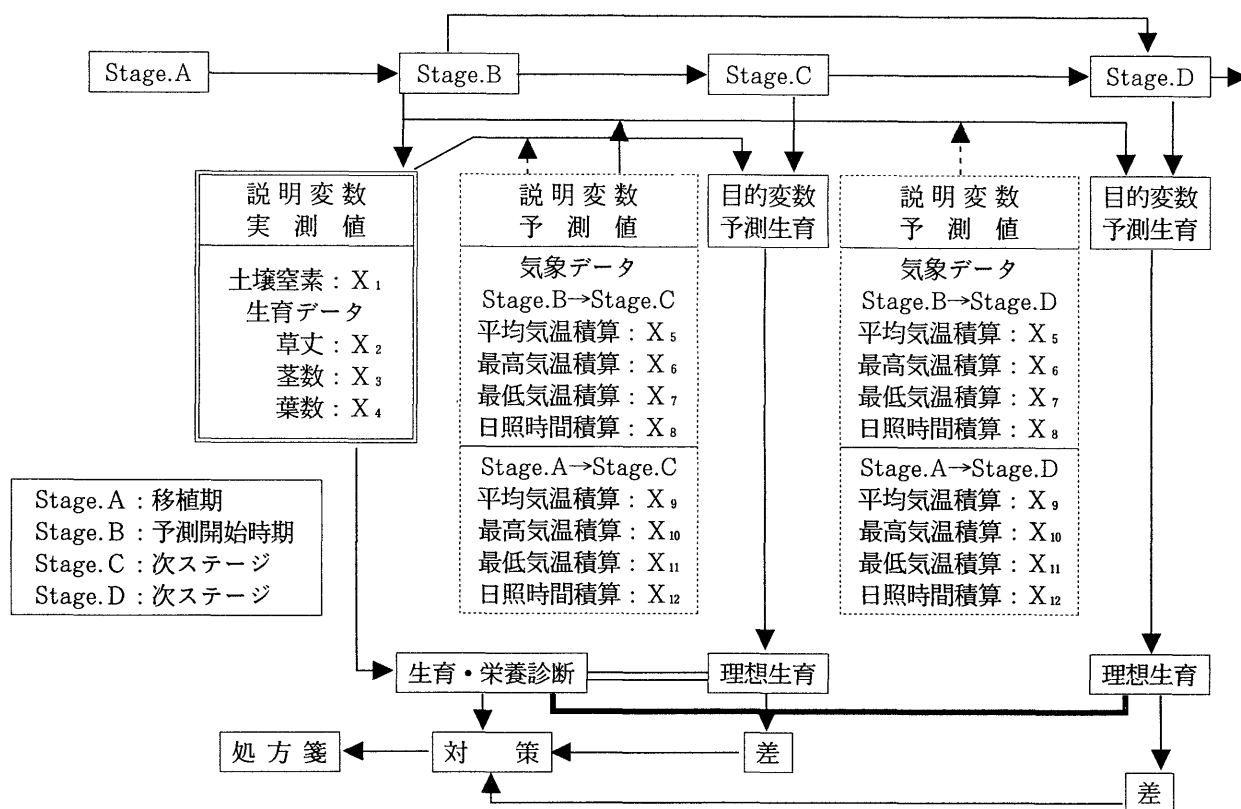 Stage.A
Stage.B
Stage.C
Stage.D
説明変数
実測値
土壌窒素：X₁
生育データ
草丈：X₂
茎数：X₃
葉数：X₄
説明変数
予測値
気象データ
Stage.B→Stage.C
平均気温積算：X₅
最高気温積算：X₆
最低気温積算：X₇
日照時間積算：X₈
Stage.A→Stage.C
平均気温積算：X₉
最高気温積算：X₁₀
最低気温積算：X₁₁
日照時間積算：X₁₂
目的変数
予測生育
説明変数
予測値
気象データ
Stage.B→Stage.D
平均気温積算：X₅
最高気温積算：X₆
最低気温積算：X₇
日照時間積算：X₈
Stage.A→Stage.D
平均気温積算：X₉
最高気温積算：X₁₀
最低気温積算：X₁₁
日照時間積算：X₁₂
目的変数
予測生育
Stage.A：移植期
Stage.B：予測開始時期
Stage.C：次ステージ
Stage.D：次ステージ
生育・栄養診断
理想生育
理想生育
処方箋
対策
差
差